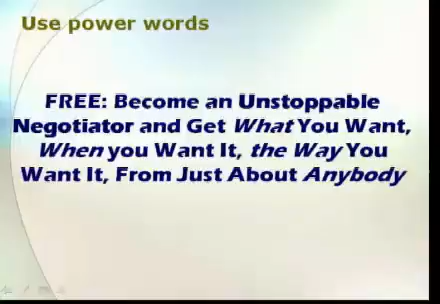 Use power words
FREE: Become an Unstoppable
Negotiator and Get What You Want,
When you Want It, the Way You
Want It, From Just About Anybody